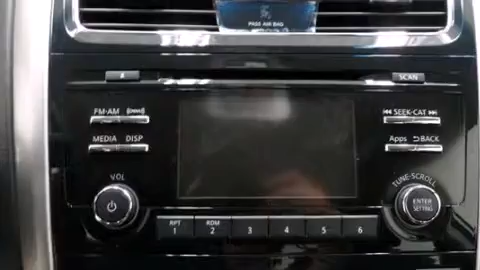 PASS AIR BAG
SCAN
FM·AM
SEEK·CAT
MEDIA DISP
Apps BACK
VOL
TUNE·SCROLL
ENTER
SETTING
RPT RDM
1 2 3 4 5 6